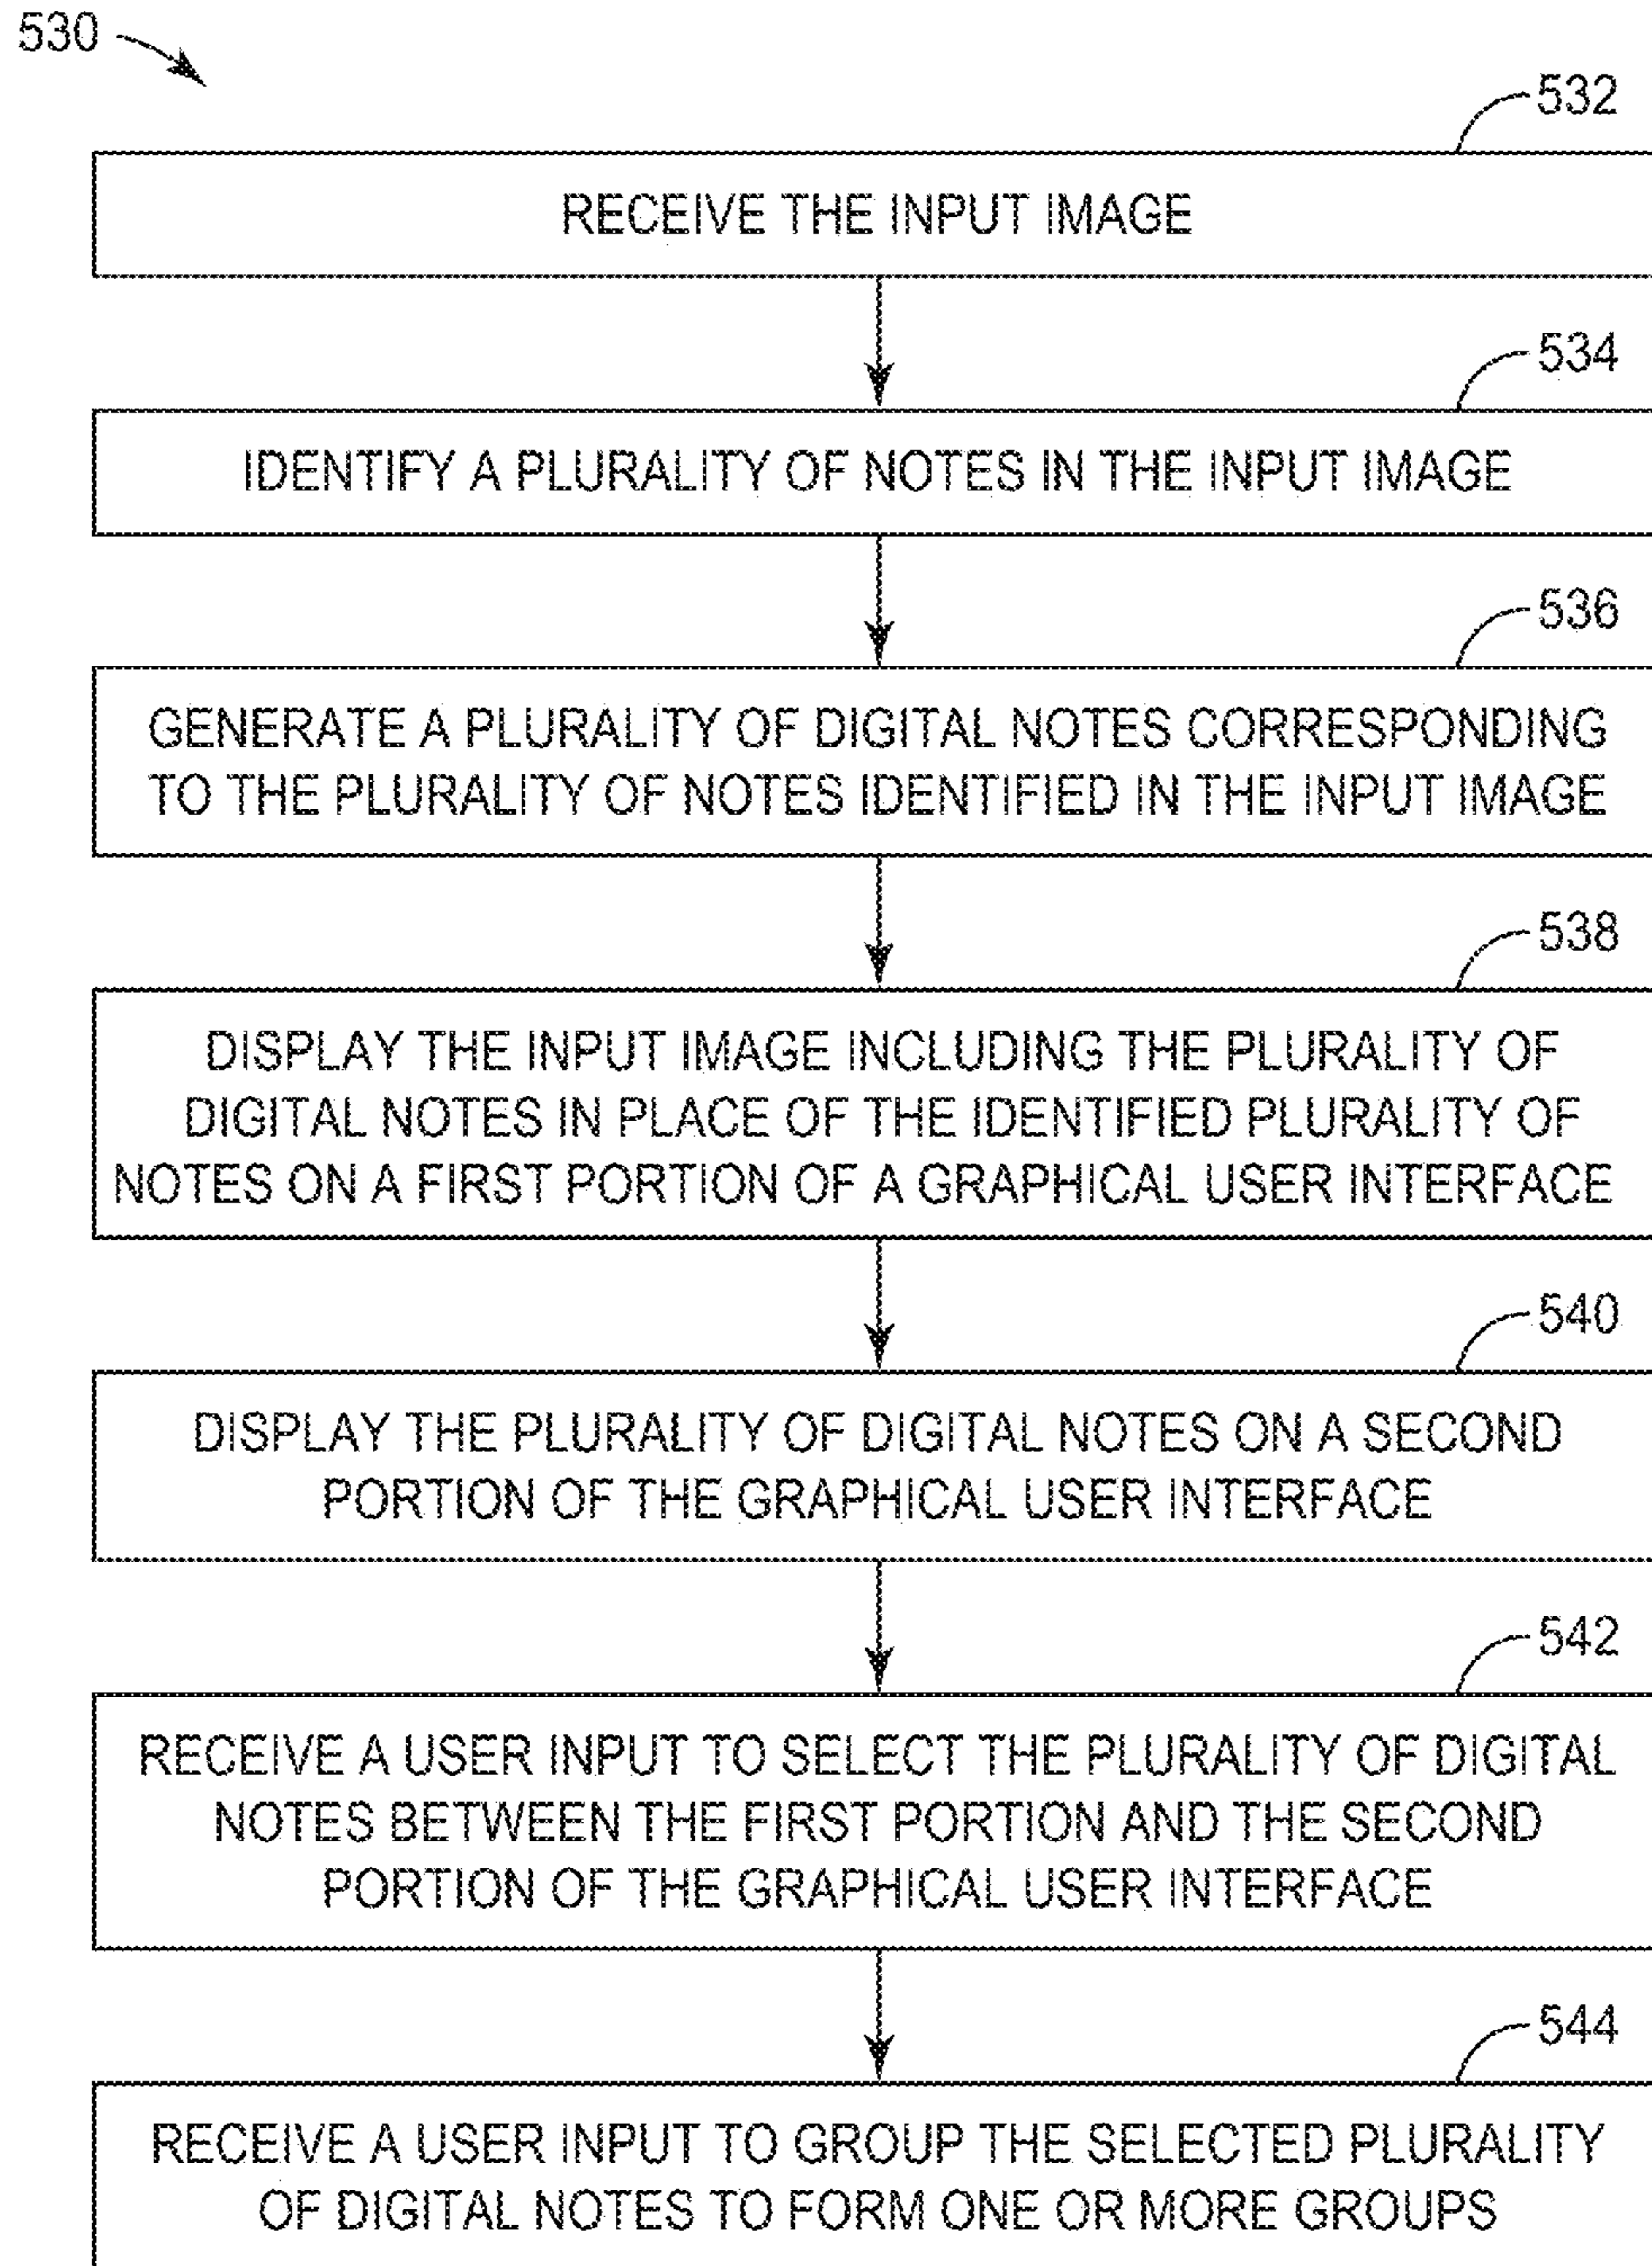 530
532
RECEIVE THE INPUT IMAGE
534
IDENTIFY A PLURALITY OF NOTES IN THE INPUT IMAGE
536
GENERATE A PLURALITY OF DIGITAL NOTES CORRESPONDING
TO THE PLURALITY OF NOTES IDENTIFIED IN THE INPUT IMAGE
538
DISPLAY THE INPUT IMAGE INCLUDING THE PLURALITY OF
DIGITAL NOTES IN PLACE OF THE IDENTIFIED PLURALITY OF
NOTES ON A FIRST PORTION OF A GRAPHICAL USER INTERFACE
540
DISPLAY THE PLURALITY OF DIGITAL NOTES ON A SECOND
PORTION OF THE GRAPHICAL USER INTERFACE
542
RECEIVE A USER INPUT TO SELECT THE PLURALITY OF DIGITAL
NOTES BETWEEN THE FIRST PORTION AND THE SECOND
PORTION OF THE GRAPHICAL USER INTERFACE
544
RECEIVE A USER INPUT TO GROUP THE SELECTED PLURALITY
OF DIGITAL NOTES TO FORM ONE OR MORE GROUPS